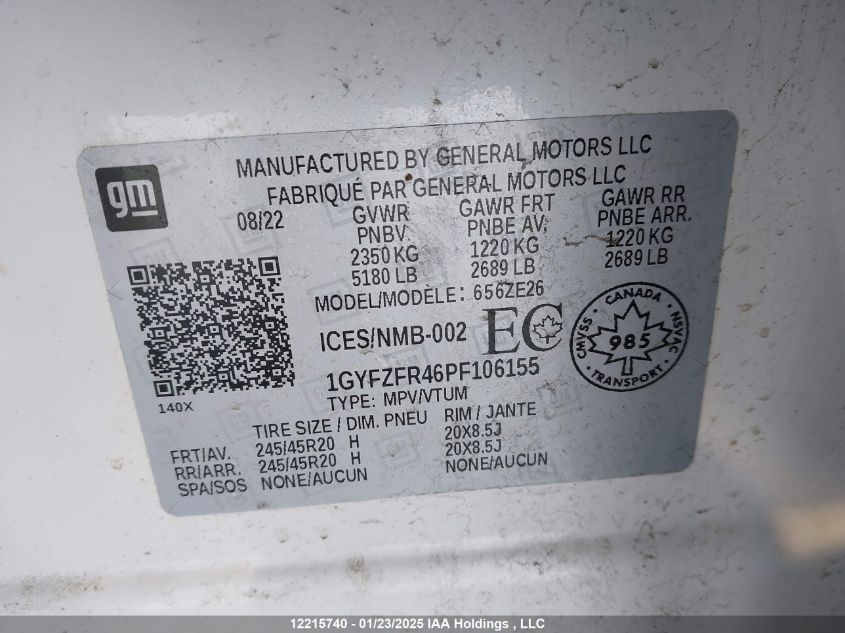 gm
MANUFACTURED BY GENERAL MOTORS LLC
FABRIQUÉ PAR GENERAL MOTORS LLC
08/22 GVWR GAWR FRT GAWR RR
PNBV. PNBE AV. PNBE ARR.
2350 KG 1220 KG 1220 KG
5180 LB 2689 LB 2689 LB
MODEL/MODÈLE: 656ZE26
ICES/NMB-002 EC
CANADA
CMVSS 985 NSVAC
TRANSPORT
1GYFZFR46PF106155
TYPE: MPV/VTUM
140X
TIRE SIZE / DIM. PNEU RIM / JANTE
FRT/AV. 245/45R20 H 20X8.5J
RR/ARR. 245/45R20 H 20X8.5J
SPA/SOS NONE/AUCUN NONE/AUCUN
12215740 - 01/23/2025 IAA Holdings , LLC